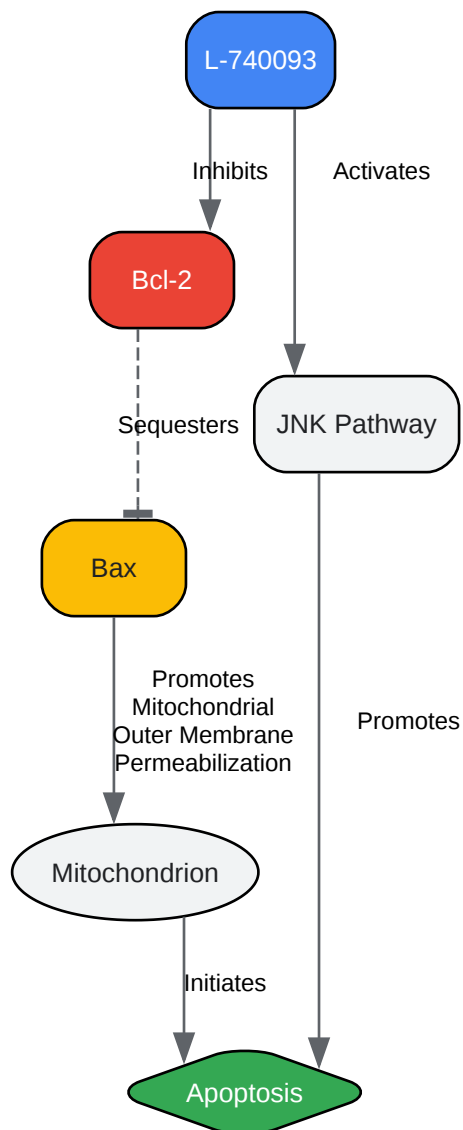 L-740093
Inhibits
Activates
Bcl-2
Sequesters
JNK Pathway
Bax
Promotes
Mitochondrial
Outer Membrane
Permeabilization
Promotes
Mitochondrion
Initiates
Apoptosis